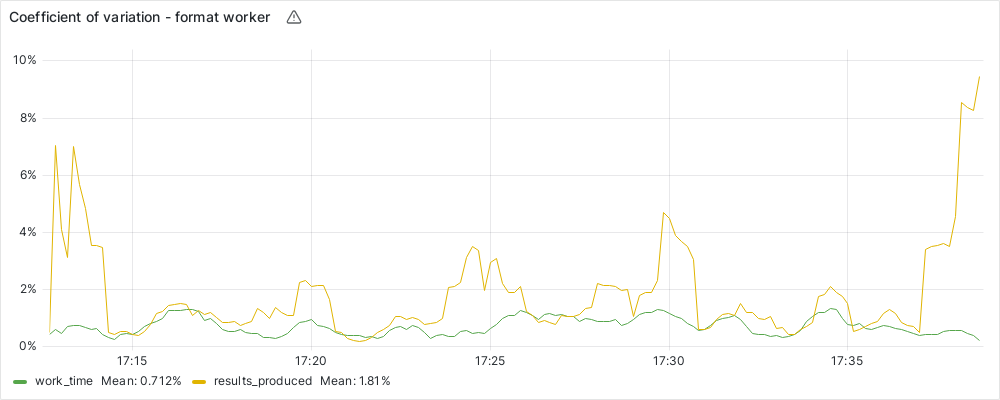 Coefficient of variation - format worker
10%
8%
6%
4%
2%
0%
17:15 17:20 17:25 17:30 17:35
work_time Mean: 0.712% results_produced Mean: 1.81%